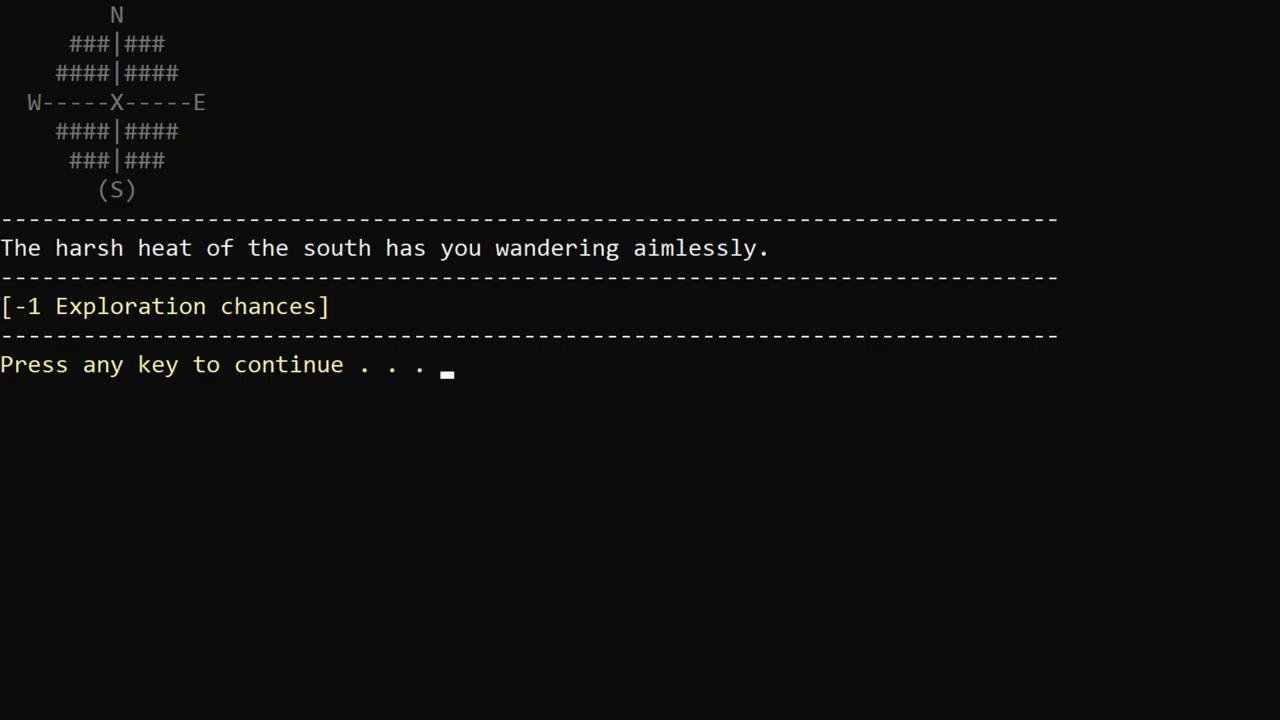 N
###|###
####|####
W-----X-----E
####|####
###|###
(S)
-----------------------------------------------------------------------------
The harsh heat of the south has you wandering aimlessly.
-----------------------------------------------------------------------------
[-1 Exploration chances]
-----------------------------------------------------------------------------
Press any key to continue . . .